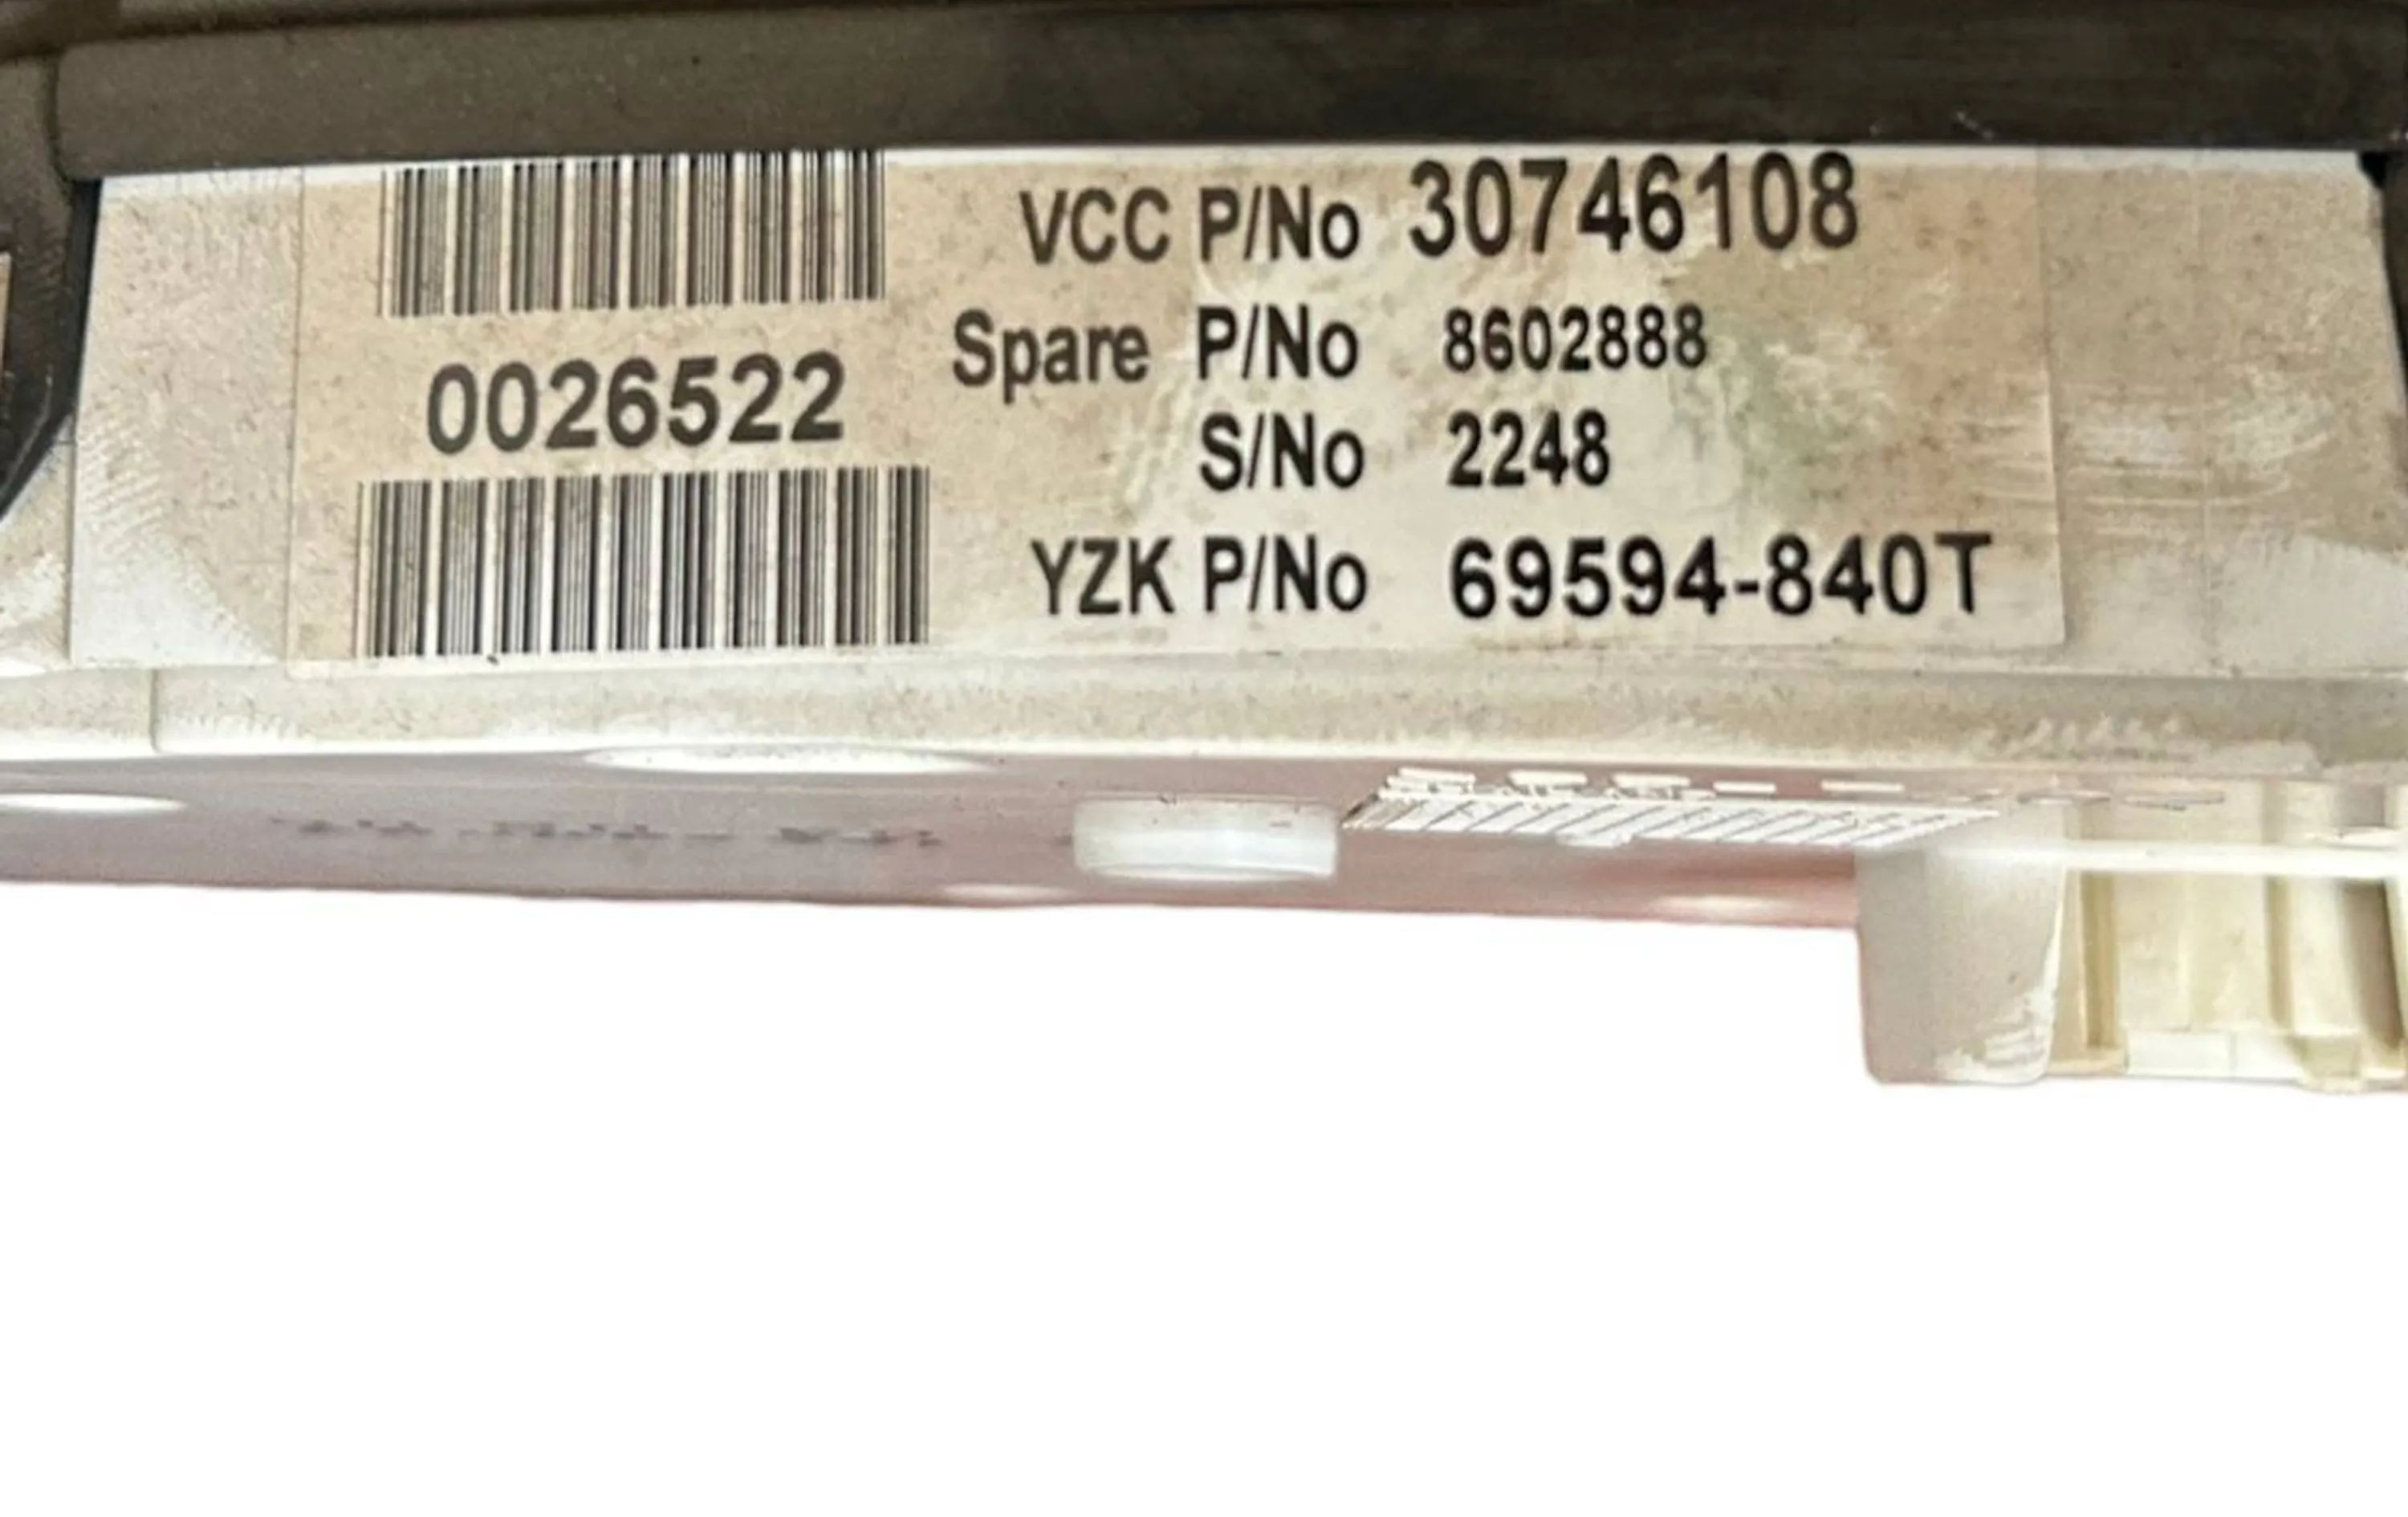 0026522
VCC P/No 30746108
Spare P/No 8602888
S/No 2248
YZK P/No 69594-840T